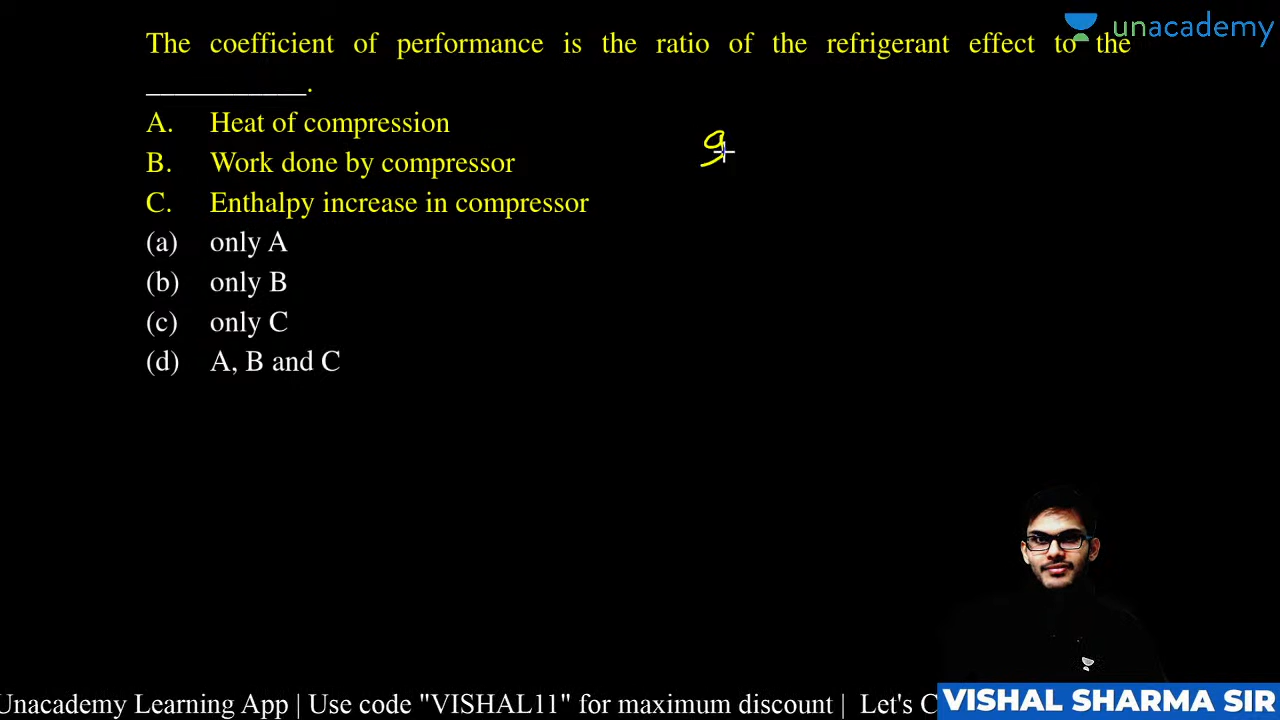 unacademy
The coefficient of performance is the ratio of the refrigerant effect to the
___________.
A. Heat of compression
B. Work done by compressor
C. Enthalpy increase in compressor
(a) only A
(b) only B
(c) only C
(d) A, B and C
Unacademy Learning App | Use code "VISHAL11" for maximum discount | Let's C
VISHAL SHARMA SIR